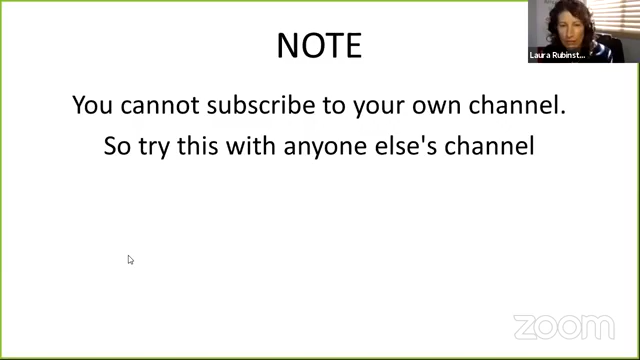 NOTE
Laura Rubinst...
You cannot subscribe to your own channel.
So try this with anyone else's channel
zoom